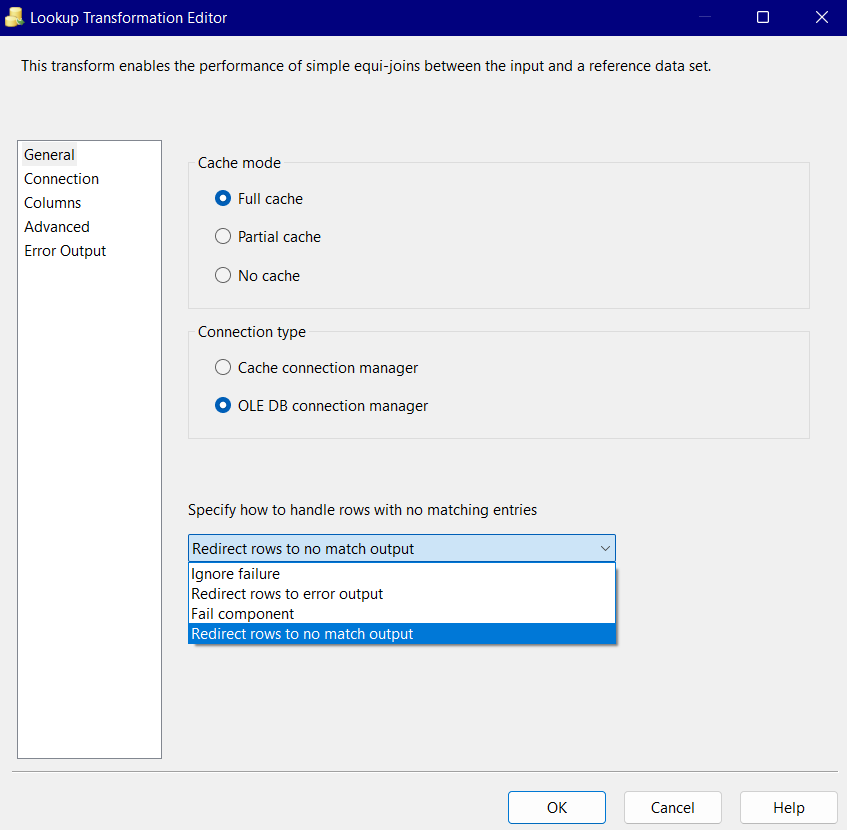 Lookup Transformation Editor
This transform enables the performance of simple equi-joins between the input and a reference data set.
General
Connection
Columns
Advanced
Error Output
Cache mode
Full cache
Partial cache
No cache
Connection type
Cache connection manager
OLE DB connection manager
Specify how to handle rows with no matching entries
Redirect rows to no match output
Ignore failure
Redirect rows to error output
Fail component
Redirect rows to no match output
OK
Cancel
Help